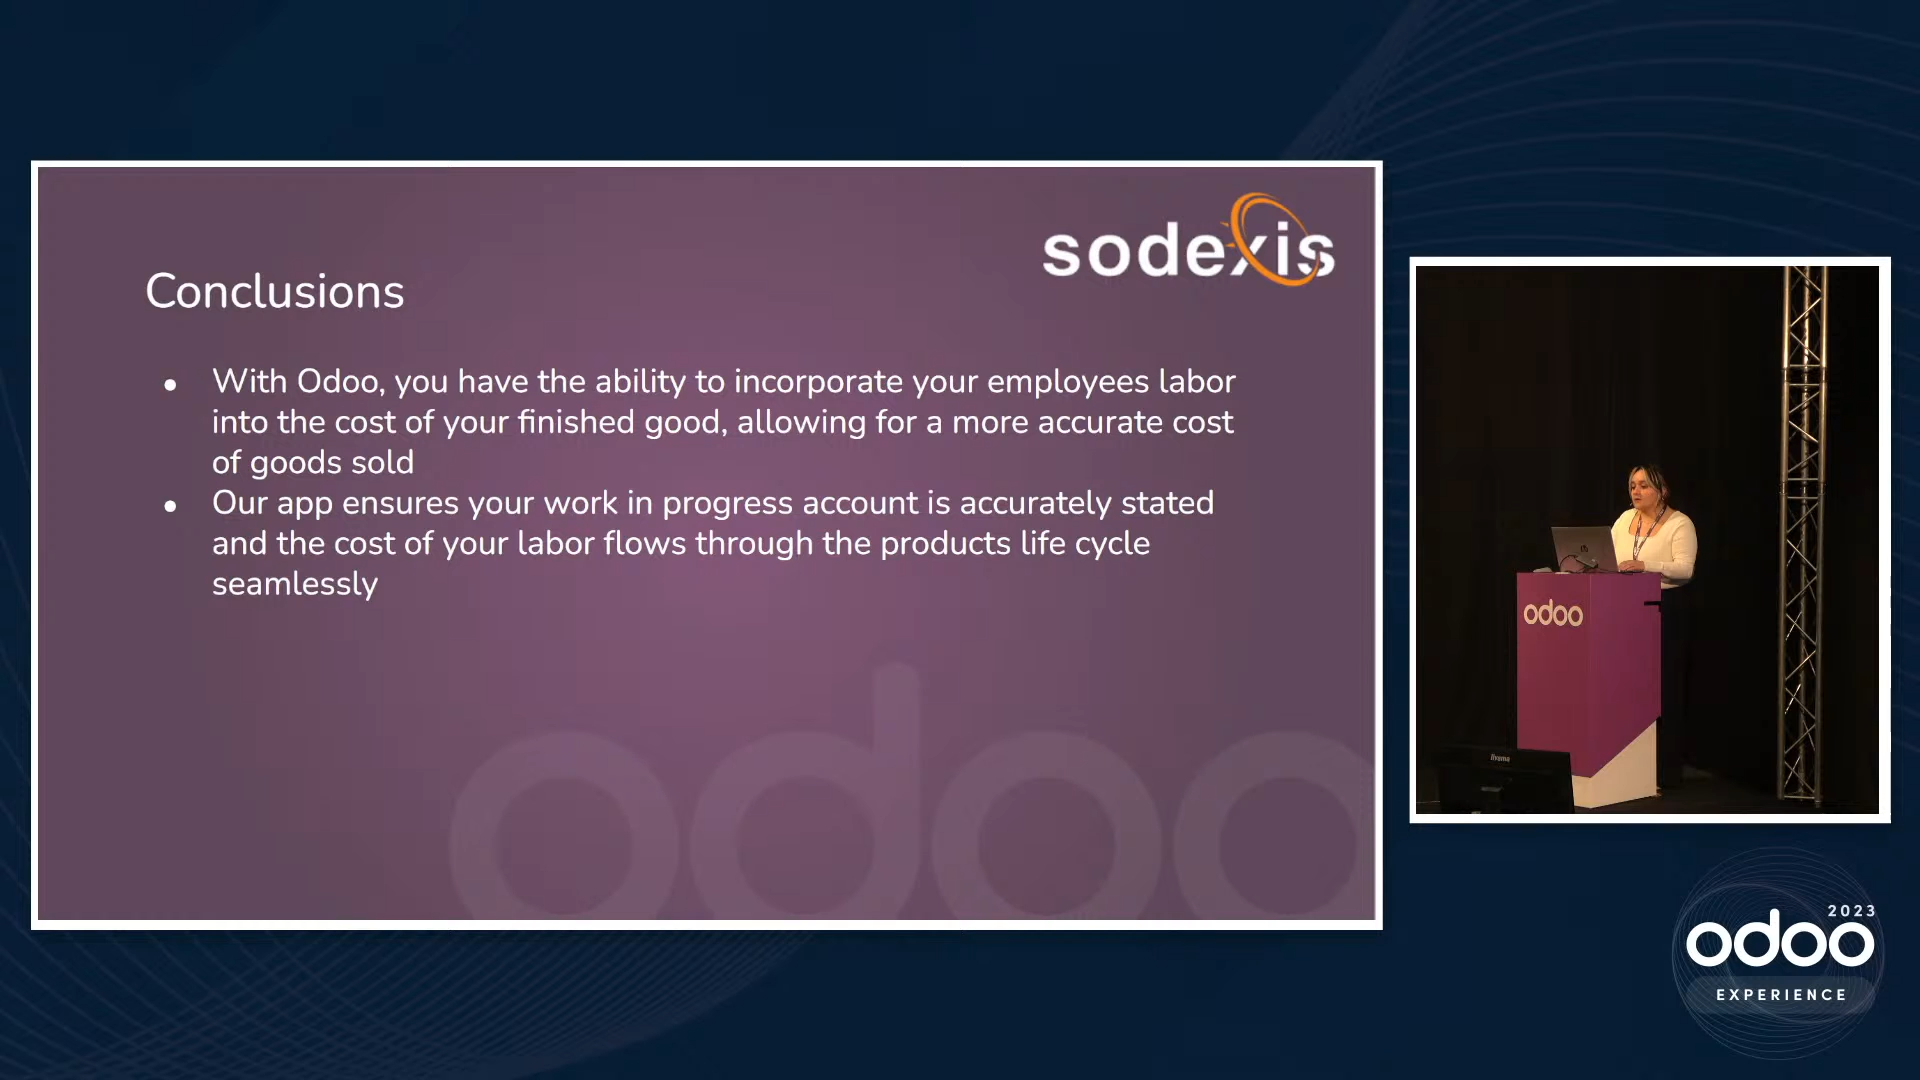 sodexis
Conclusions
● With Odoo, you have the ability to incorporate your employees labor
into the cost of your finished good, allowing for a more accurate cost
of goods sold
● Our app ensures your work in progress account is accurately stated
and the cost of your labor flows through the products life cycle
seamlessly
odoo
odoo
iiyama
2023
odoo
EXPERIENCE